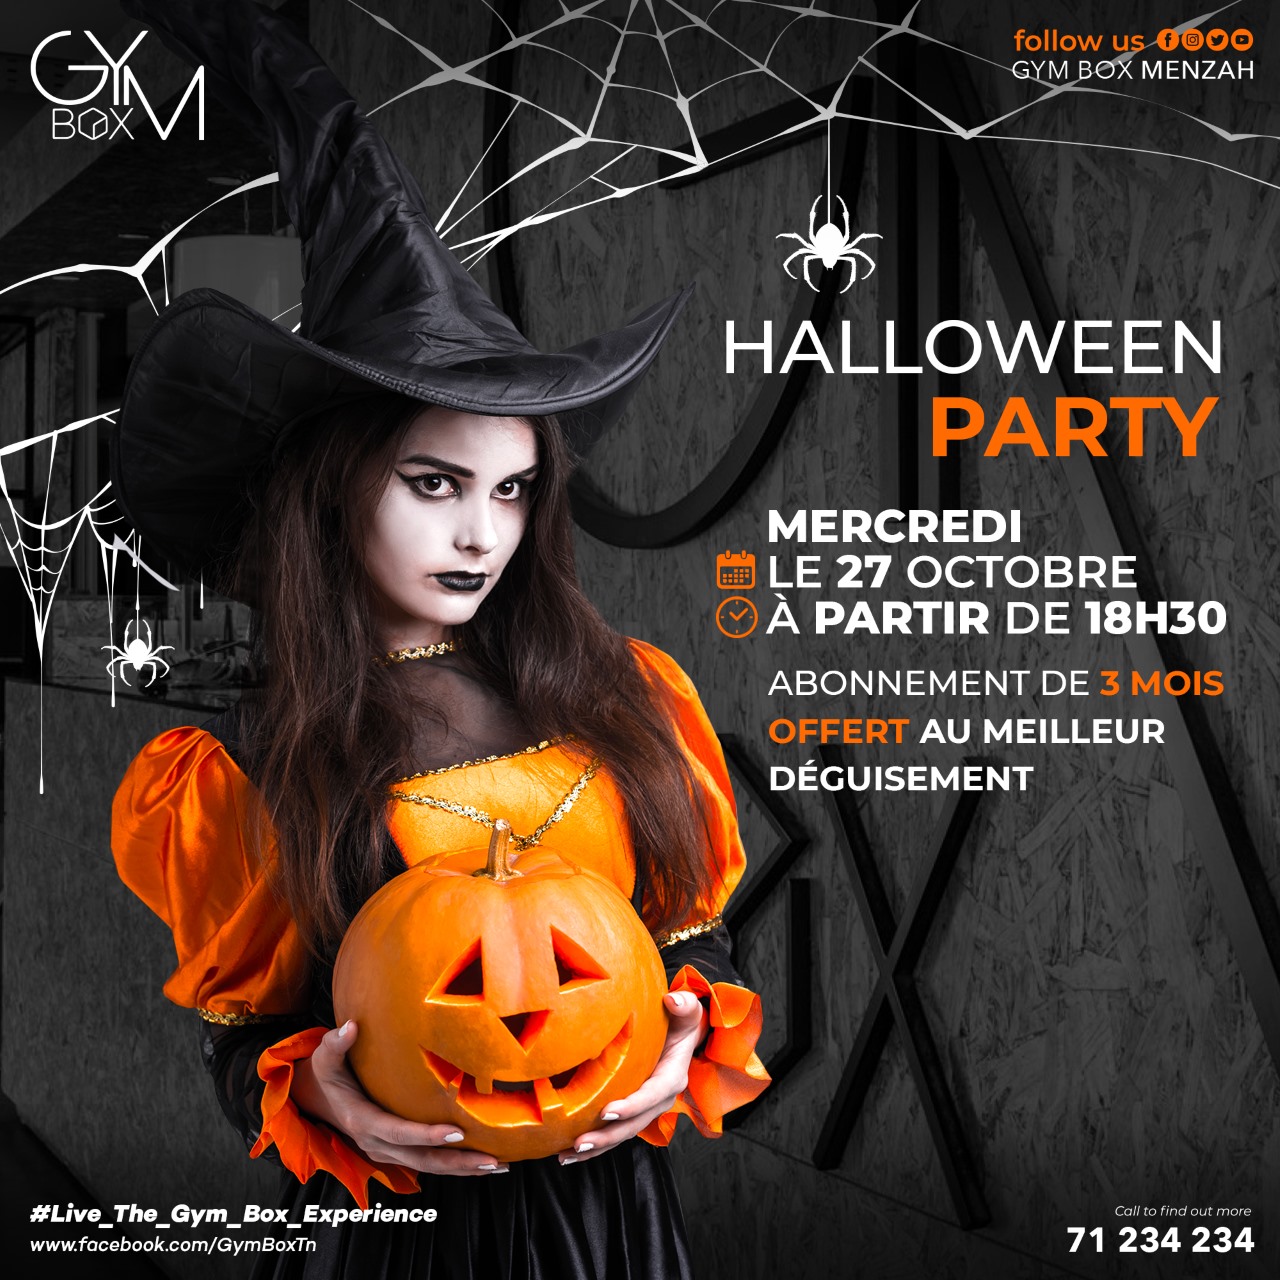 GYM
BOX
follow us
GYM BOX MENZAH
HALLOWEEN
PARTY
MERCREDI
LE 27 OCTOBRE
À PARTIR DE 18H30
ABONNEMENT DE 3 MOIS
OFFERT AU MEILLEUR
DÉGUISEMENT
#Live_The_Gym_Box_Experience
www.facebook.com/GymBoxTn
Call to find out more
71 234 234